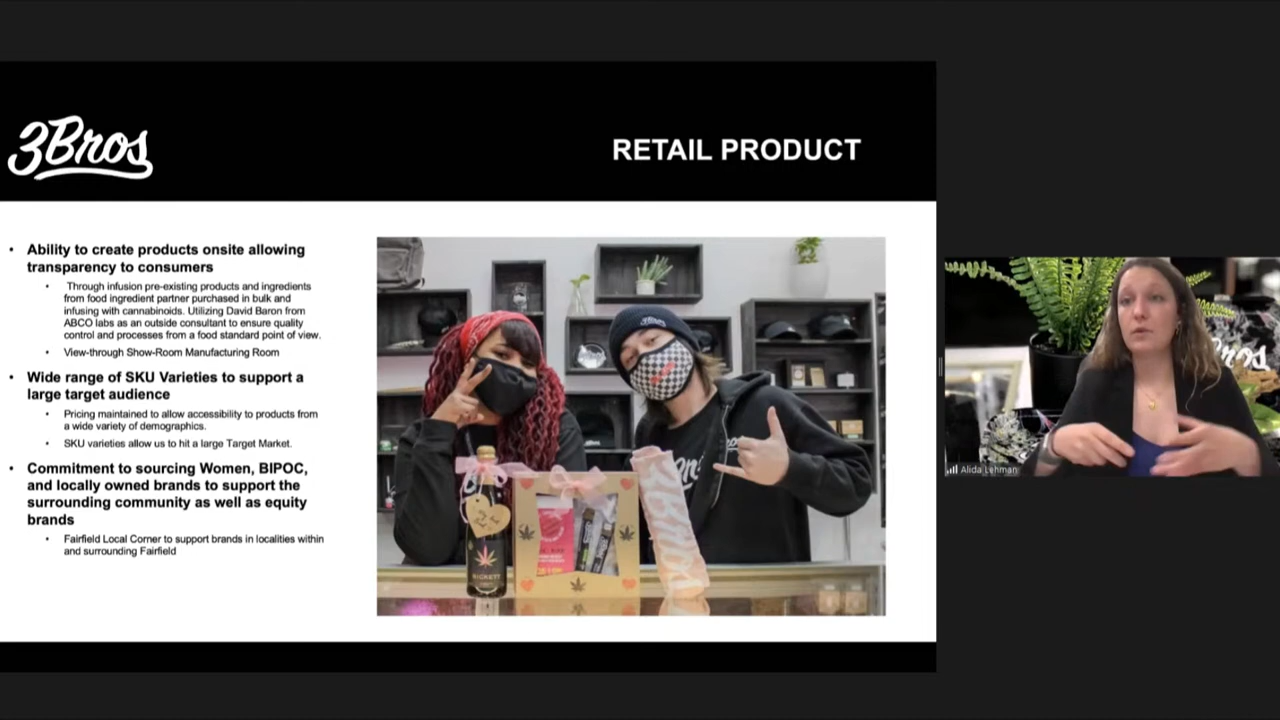 3Bros
RETAIL PRODUCT
• Ability to create products onsite allowing
transparency to consumers
• Through infusion pre-existing products and ingredients
from food ingredient partner purchased in bulk and
infusing with cannabinoids. Utilizing David Baron from
ABCO labs as an outside consultant to ensure quality
control and processes from a food standard point of view.
• View-through Show-Room Manufacturing Room
• Wide range of SKU Varieties to support a
large target audience
• Pricing maintained to allow accessibility to products from
a wide variety of demographics.
• SKU varieties allow us to hit a large Target Market.
• Commitment to sourcing Women, BIPOC,
and locally owned brands to support the
surrounding community as well as equity
brands
• Fairfield Local Corner to support brands in localities within
and surrounding Fairfield
3Bros
Alida Lehman